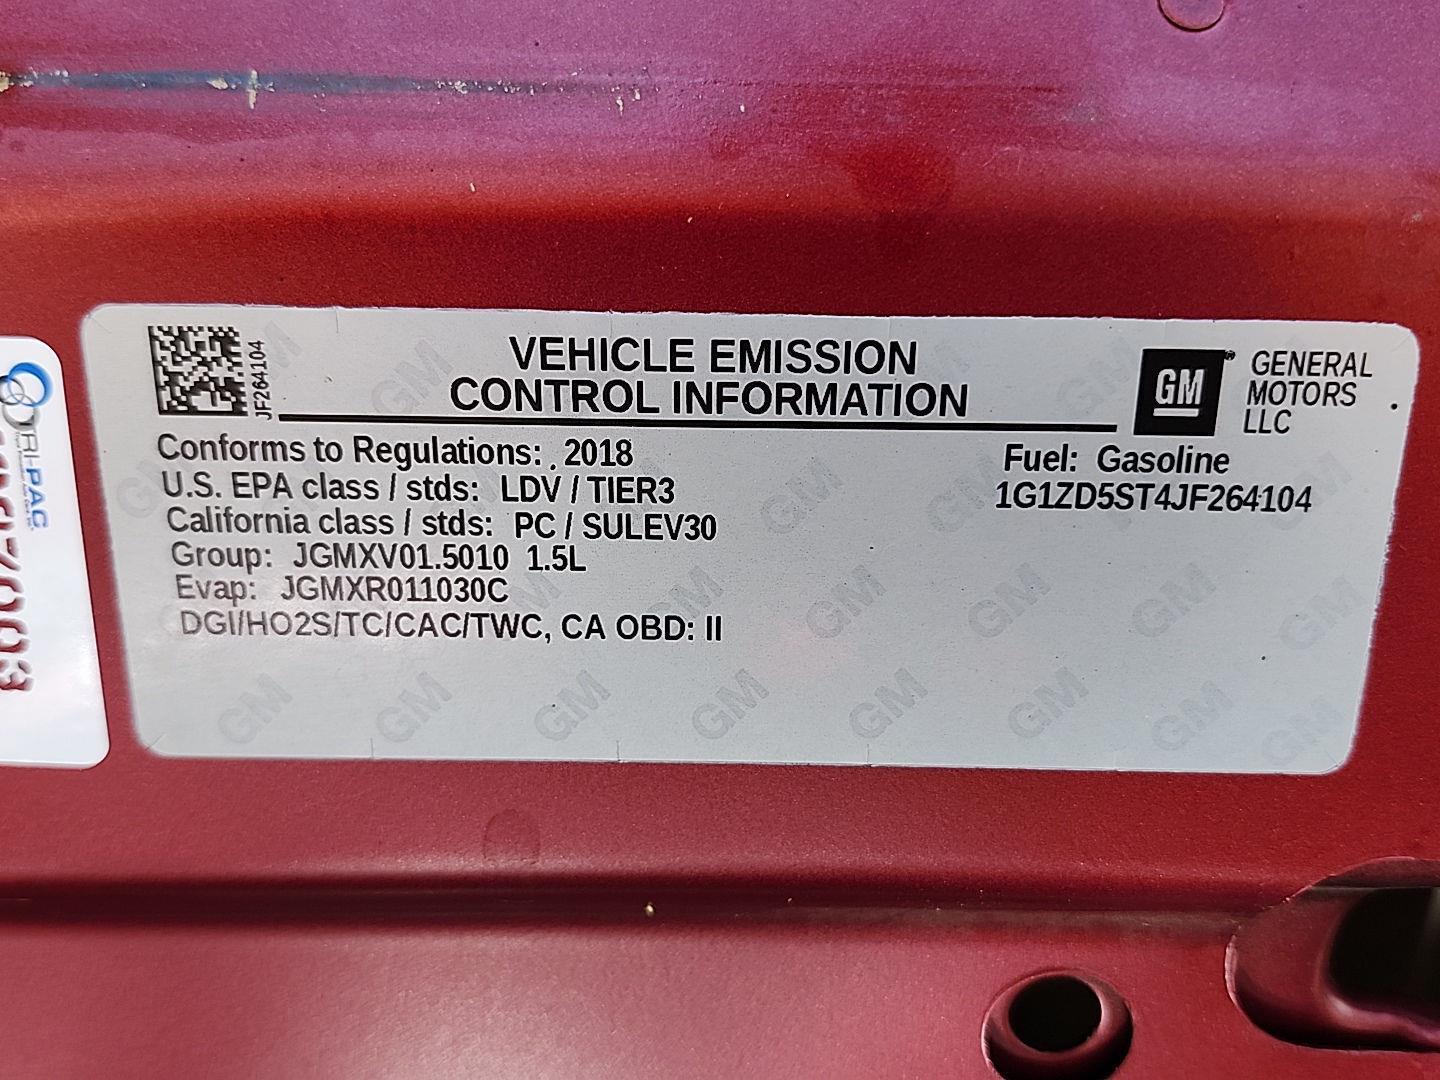 JF264104
VEHICLE EMISSION
CONTROL INFORMATION
GM
GENERAL
MOTORS
LLC
Conforms to Regulations: 2018
U.S. EPA class / stds: LDV / TIER3
California class / stds: PC / SULEV30
Group: JGMXV01.5010 1.5L
Evap: JGMXR011030C
DGI/HO2S/TC/CAC/TWC, CA OBD: II
Fuel: Gasoline
1G1ZD5ST4JF264104
TRI-PAC